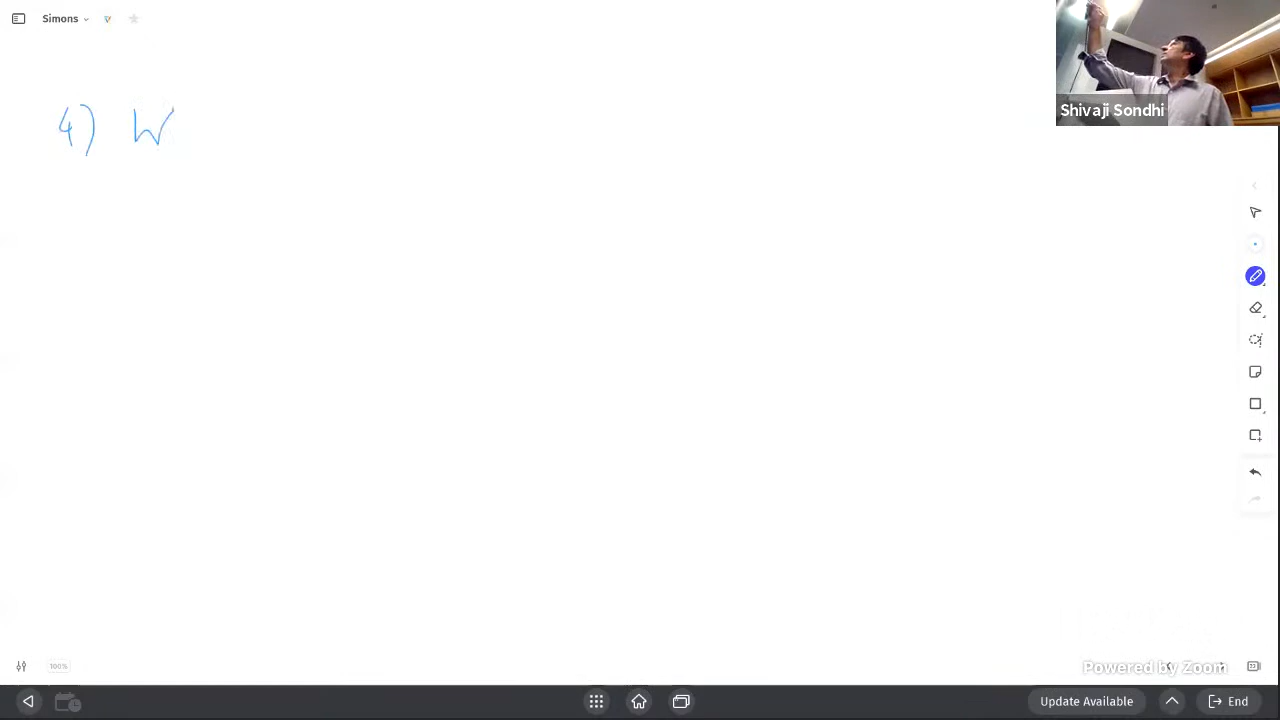 Simons
4) W
Shivaji Sondhi
100%
Powered by Zoom
Update Available
End